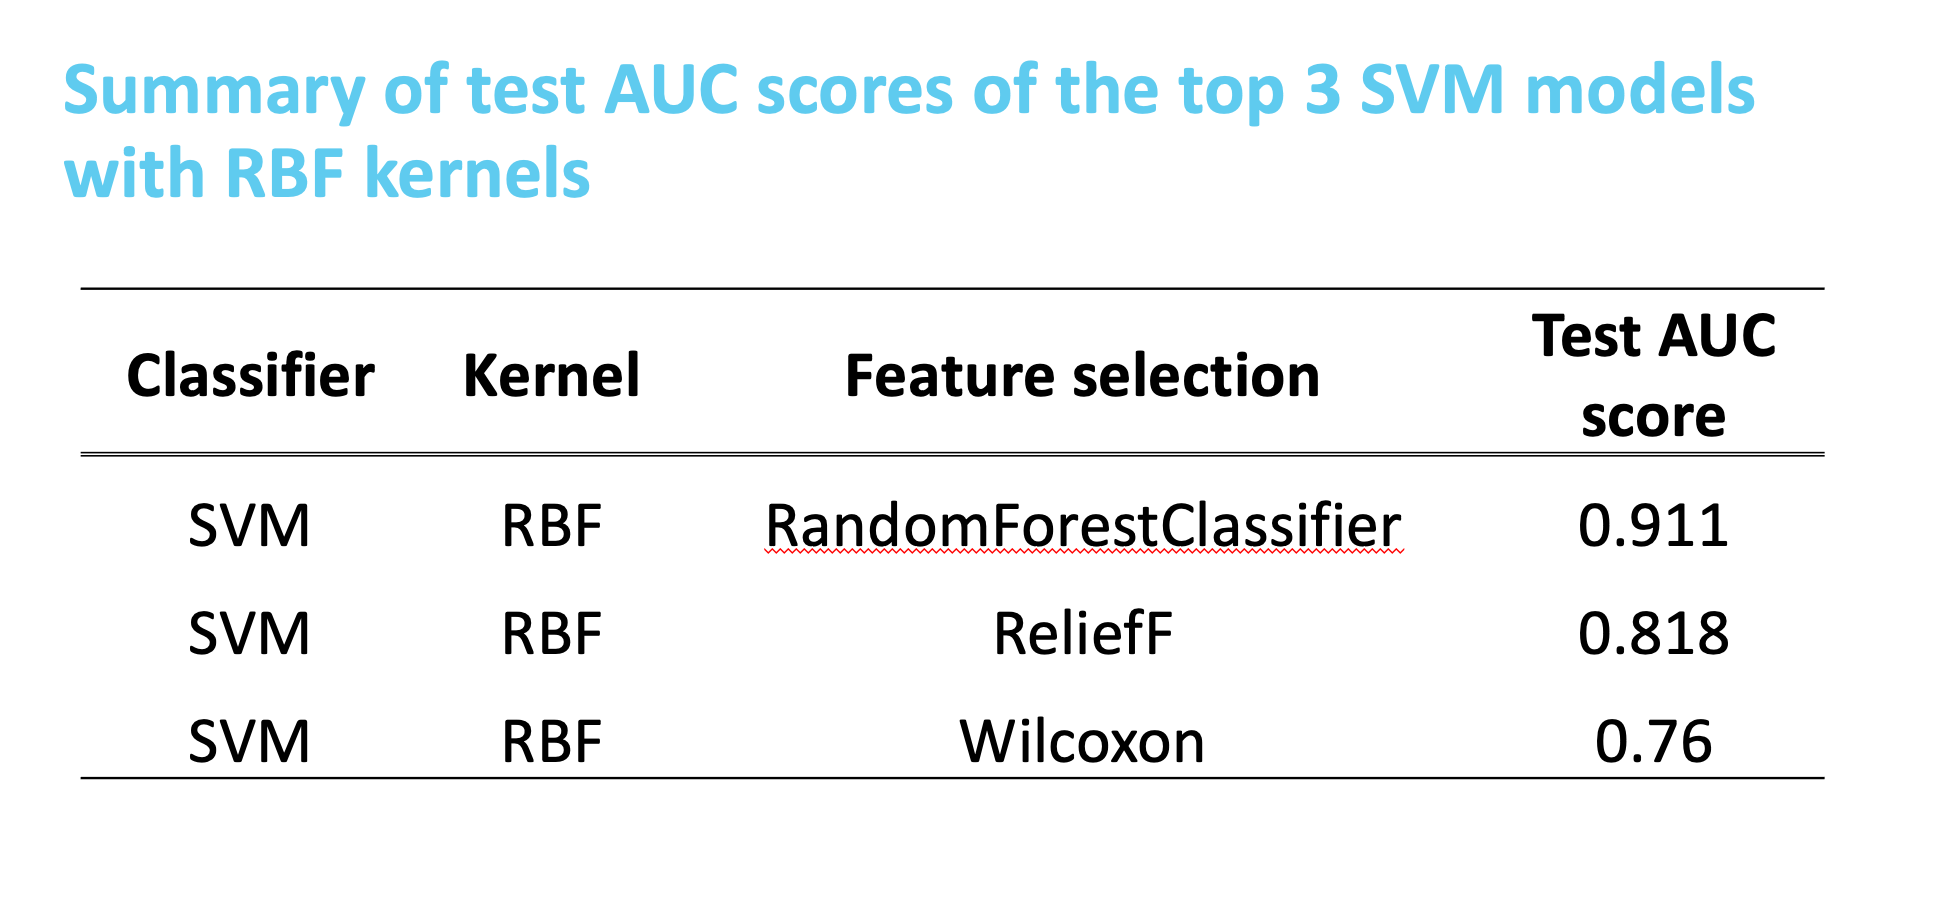 Summary of test AUC scores of the top 3 SVM models
with RBF kernels
Classifier Kernel Feature selection Test AUC score
SVM RBF RandomForestClassifier 0.911
SVM RBF ReliefF 0.818
SVM RBF Wilcoxon 0.76